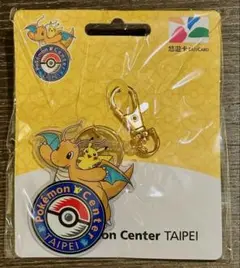 悠遊卡 EASYCARD
Pokémon Center
TAIPEI
on Center TAIPEI